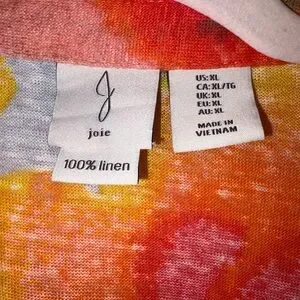 J
joie
100% linen
US:XL
CA:XL/TG
UK:XL
EU:XL
AU:XL
MADE IN
VIETNAM